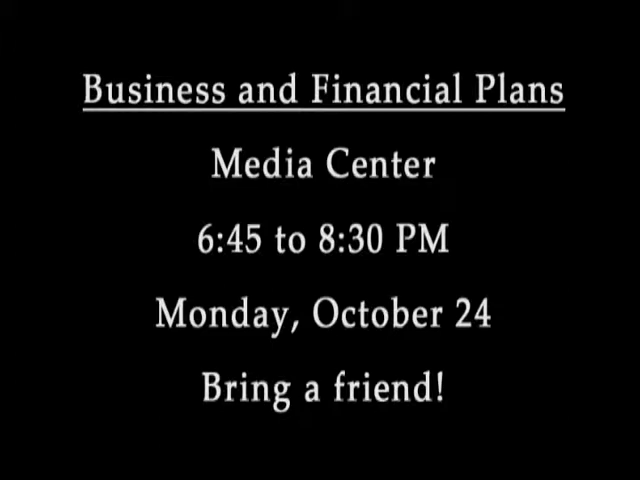 Business and Financial Plans
Media Center
6:45 to 8:30 PM
Monday, October 24
Bring a friend!